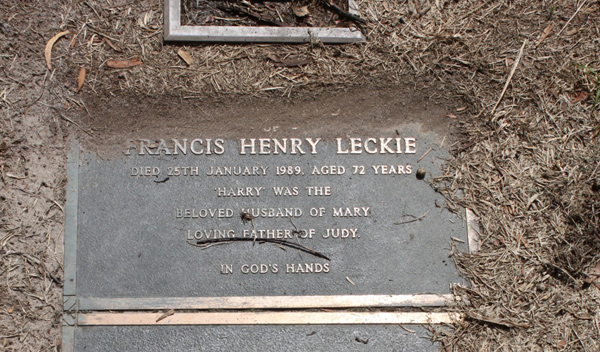 OF
FRANCIS HENRY LECKIE
DIED 25TH JANUARY 1989, AGED 72 YEARS
'HARRY' WAS THE
BELOVED HUSBAND OF MARY.
LOVING FATHER OF JUDY.
IN GOD'S HANDS